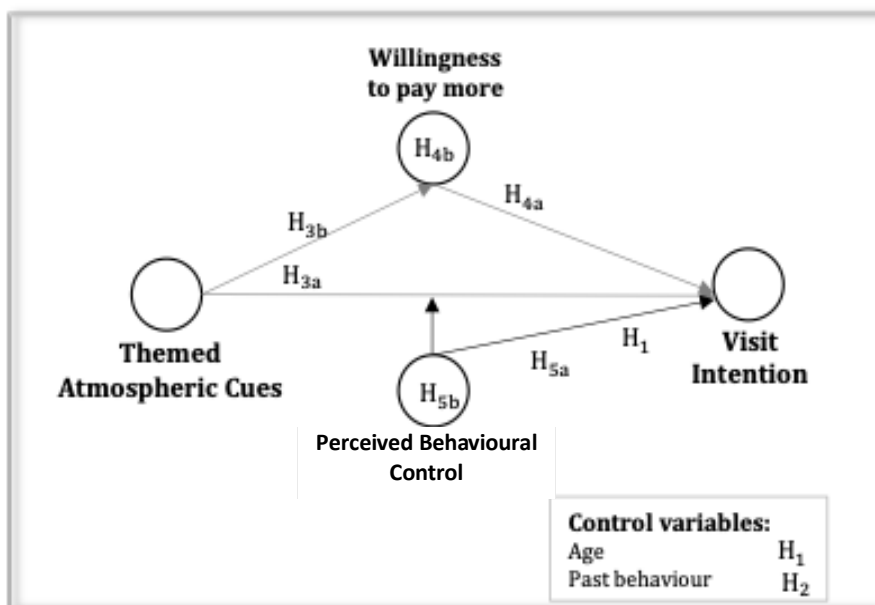 Willingness
to pay more
H4b
H4a
H3b
H3a
Themed
Atmospheric Cues
H1
H5a
Visit
Intention
H5b
Perceived Behavioural
Control
Control variables:
Age H1
Past behaviour H2